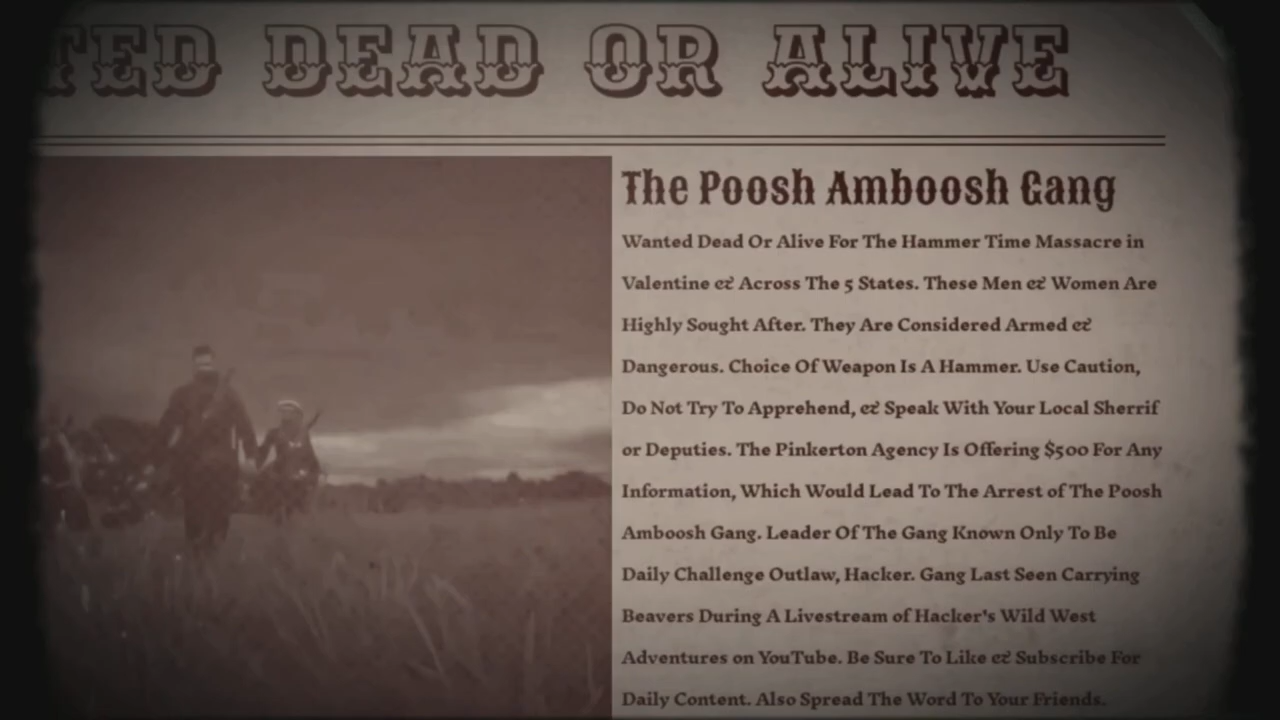 TED DEAD OR ALIVE
The Poosh Amboosh Gang
Wanted Dead Or Alive For The Hammer Time Massacre in
Valentine & Across The 5 States. These Men & Women Are
Highly Sought After. They Are Considered Armed &
Dangerous. Choice Of Weapon Is A Hammer. Use Caution,
Do Not Try To Apprehend, & Speak With Your Local Sherrif
or Deputies. The Pinkerton Agency Is Offering $500 For Any
Information, Which Would Lead To The Arrest of The Poosh
Amboosh Gang. Leader Of The Gang Known Only To Be
Daily Challenge Outlaw, Hacker. Gang Last Seen Carrying
Beavers During A Livestream of Hacker's Wild West
Adventures on YouTube. Be Sure To Like & Subscribe For
Daily Content. Also Spread The Word To Your Friends.